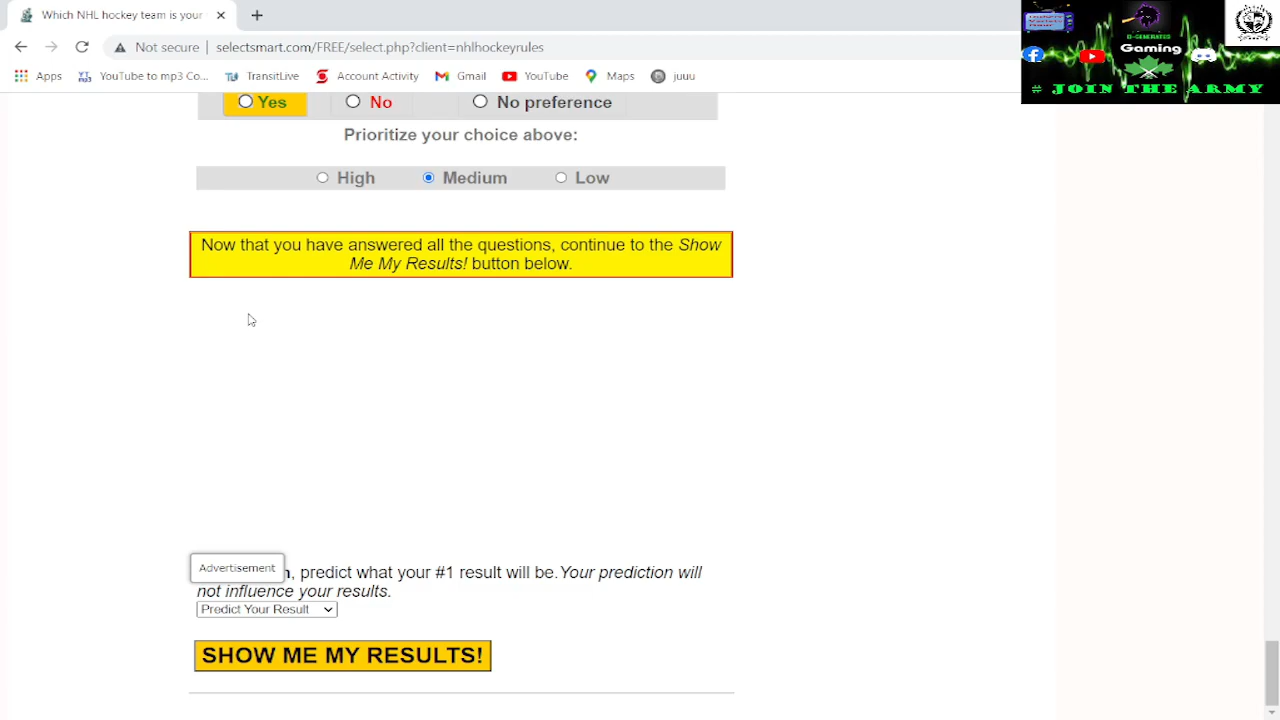 Which NHL hockey team is your
Not secure
selectsmart.com/FREE/select.php?client=nhlhockeyrules
Apps
YouTube to mp3 Co...
TransitLive
Account Activity
Gmail
YouTube
Maps
juuu
Gaming
# JOIN THE ARMY
Yes No No preference
Prioritize your choice above:
High Medium Low
Now that you have answered all the questions, continue to the Show
Me My Results! button below.
Advertisement
, predict what your #1 result will be. Your prediction will
not influence your results.
Predict Your Result
SHOW ME MY RESULTS!